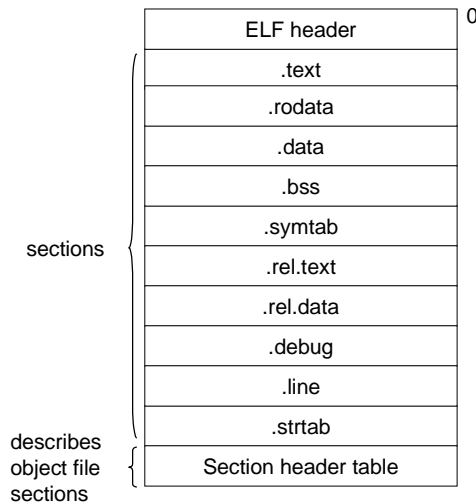 0
ELF header
.text
.rodata
.data
.bss
.symtab
sections
.rel.text
.rel.data
.debug
.line
.strtab
describes
object file
sections
Section header table